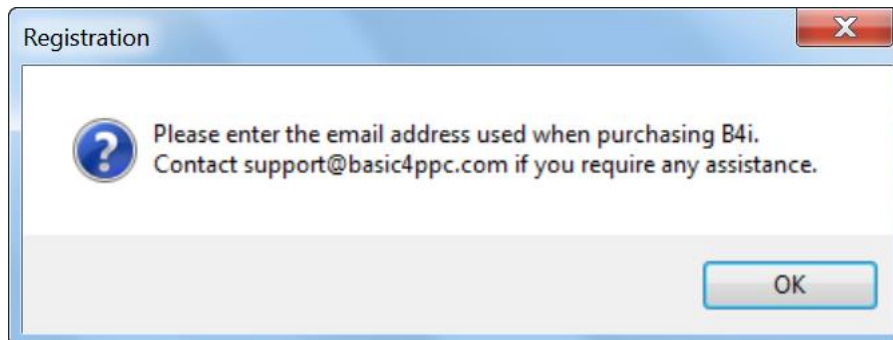 Registration
Please enter the email address used when purchasing B4i.
Contact support@basic4ppc.com if you require any assistance.
OK